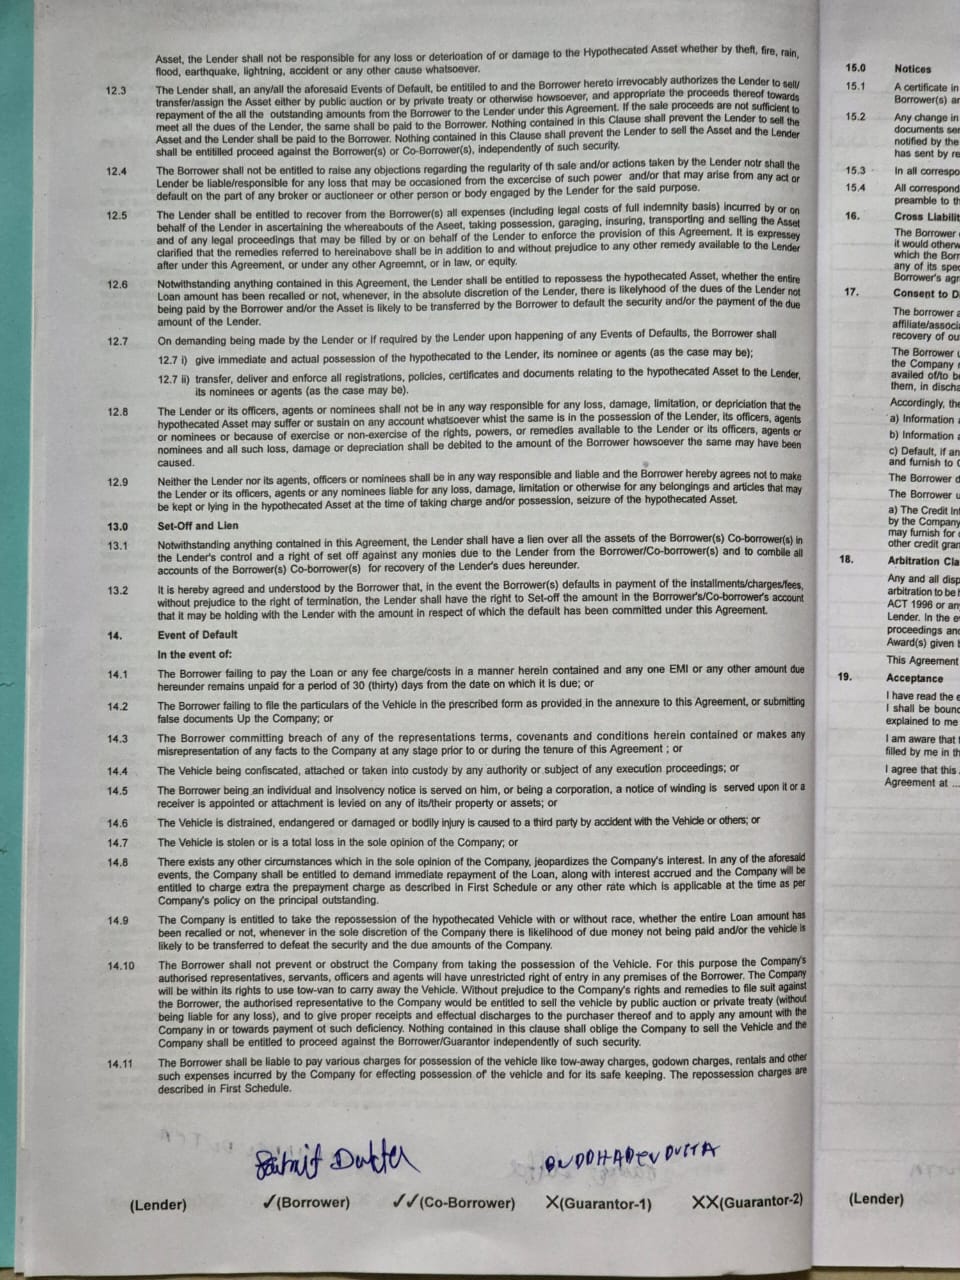 Asset, the Lender shall not be responsible for any loss or deterioation of or damage to the Hypothecated Asset whether by theft, fire, rain,
flood, earthquake, lightning, accident or any other cause whatsoever.
12.3 The Lender shall, an any/all the aforesaid Events of Default, be entitiled to and the Borrower hereto irrevocably authorizes the Lender to sell/
transfer/assign the Asset either by public auction or by private treaty or otherwise howsoever, and appropriate the proceeds thereof towards
repayment of the all the outstanding amounts from the Borrower to the Lender under this Agreement. If the sale proceeds are not sufficient to
meet all the dues of the Lender, the same shall be paid to the Borrower. Nothing contained in this Clause shall prevent the Lender to sell the
Asset and the Lender shall be paid to the Borrower. Nothing contained in this Clause shall prevent the Lender to sell the Asset and the Lender
shall be entitilled proceed against the Borrower(s) or Co-Borrower(s), independently of such security.
12.4 The Borrower shall not be entitled to raise any objections regarding the regularity of th sale and/or actions taken by the Lender notr shall the
Lender be liable/responsible for any loss that may be occasioned from the excercise of such power and/or that may arise from any act or
default on the part of any broker or auctioneer or other person or body engaged by the Lender for the said purpose.
12.5 The Lender shall be entitled to recover from the Borrower(s) all expenses (including legal costs of full indemnity basis) incurred by or on
behalf of the Lender in ascertaining the whereabouts of the Aseet, taking possession, garaging, insuring, transporting and selling the Asset
and of any legal proceedings that may be filled by or on behalf of the Lender to enforce the provision of this Agreement. It is expressey
clarified that the remedies referred to hereinabove shall be in addition to and without prejudice to any other remedy available to the Lender
after under this Agreement, or under any other Agreemnt, or in law, or equity.
12.6 Notwithstanding anything contained in this Agreement, the Lender shall be entitled to repossess the hypothecated Asset, whether the entire
Loan amount has been recalled or not, whenever, in the absolute discretion of the Lender, there is likelyhood of the dues of the Lender not
being paid by the Borrower and/or the Asset is likely to be transferred by the Borrower to default the security and/or the payment of the due
amount of the Lender.
12.7 On demanding being made by the Lender or if required by the Lender upon happening of any Events of Defaults, the Borrower shall
12.7 i) give immediate and actual possession of the hypothecated to the Lender, its nominee or agents (as the case may be);
12.7 ii) transfer, deliver and enforce all registrations, policies, certificates and documents relating to the hypothecated Asset to the Lender,
its nominees or agents (as the case may be).
12.8 The Lender or its officers, agents or nominees shall not be in any way responsible for any loss, damage, limitation, or depriciation that the
hypothecated Asset may suffer or sustain on any account whatsoever whist the same is in the possession of the Lender, its officers, agents
or nominees or because of exercise or non-exercise of the rights, powers, or remedies available to the Lender or its officers, agents or
nominees and all such loss, damage or depreciation shall be debited to the amount of the Borrower howsoever the same may have been
caused.
12.9 Neither the Lender nor its agents, officers or nominees shall be in any way responsible and liable and the Borrower hereby agrees not to make
the Lender or its officers, agents or any nominees liable for any loss, damage, limitation or otherwise for any belongings and articles that may
be kept or lying in the hypothecated Asset at the time of taking charge and/or possession, seizure of the hypothecated Asset.
13.0 Set-Off and Lien
13.1 Notwithstanding anything contained in this Agreement, the Lender shall have a lien over all the assets of the Borrower(s) Co-borrower(s) in
the Lender's control and a right of set off against any monies due to the Lender from the Borrower/Co-borrower(s) and to combile all
accounts of the Borrower(s) Co-borrower(s) for recovery of the Lender's dues hereunder.
13.2 It is hereby agreed and understood by the Borrower that, in the event the Borrower(s) defaults in payment of the installments/charges/fees,
without prejudice to the right of termination, the Lender shall have the right to Set-off the amount in the Borrower's/Co-borrower's account
that it may be holding with the Lender with the amount in respect of which the default has been committed under this Agreement.
14. Event of Default
In the event of:
14.1 The Borrower failing to pay the Loan or any fee charge/costs in a manner herein contained and any one EMI or any other amount due
hereunder remains unpaid for a period of 30 (thirty) days from the date on which it is due; or
14.2 The Borrower failing to file the particulars of the Vehicle in the prescribed form as provided in the annexure to this Agreement, or submitting
false documents Up the Company; or
14.3 The Borrower committing breach of any of the representations terms, covenants and conditions herein contained or makes any
misrepresentation of any facts to the Company at any stage prior to or during the tenure of this Agreement ; or
14.4 The Vehicle being confiscated, attached or taken into custody by any authority or subject of any execution proceedings; or
14.5 The Borrower being an individual and insolvency notice is served on him, or being a corporation, a notice of winding is served upon it or a
receiver is appointed or attachment is levied on any of its/their property or assets; or
14.6 The Vehicle is distrained, endangered or damaged or bodily injury is caused to a third party by accident with the Vehicle or others; or
14.7 The Vehicle is stolen or is a total loss in the sole opinion of the Company; or
14.8 There exists any other circumstances which in the sole opinion of the Company, jeopardizes the Company's interest. In any of the aforesaid
events, the Company shall be entitled to demand immediate repayment of the Loan, along with interest accrued and the Company will be
entitled to charge extra the prepayment charge as described in First Schedule or any other rate which is applicable at the time as per
Company's policy on the principal outstanding.
14.9 The Company is entitled to take the repossession of the hypothecated Vehicle with or without race, whether the entire Loan amount has
been recalled or not, whenever in the sole discretion of the Company there is likelihood of due money not being paid and/or the vehicle is
likely to be transferred to defeat the security and the due amounts of the Company.
14.10 The Borrower shall not prevent or obstruct the Company from taking the possession of the Vehicle. For this purpose the Company's
authorised representatives, servants, officers and agents will have unrestricted right of entry in any premises of the Borrower. The Company
will be within its rights to use tow-van to carry away the Vehicle. Without prejudice to the Company's rights and remedies to file suit against
the Borrower, the authorised representative to the Company would be entitled to sell the vehicle by public auction or private treaty (without
being liable for any loss), and to give proper receipts and effectual discharges to the purchaser thereof and to apply any amount with the
Company in or towards payment ot such deficiency. Nothing contained in this clause shall oblige the Company to sell the Vehicle and the
Company shall be entitled to proceed against the Borrower/Guarantor independently of such security.
14.11 The Borrower shall be liable to pay various charges for possession of the vehicle like tow-away charges, godown charges, rentals and other
such expenses incurred by the Company for effecting possession of the vehicle and for its safe keeping. The repossession charges are
described in First Schedule.
Dutta BUDDHADEV DUTTA
(Lender) ✓(Borrower) ✓✓(Co-Borrower) X(Guarantor-1) XX(Guarantor-2)
15.0 Notices
15.1 A certificate in
Borrower(s) ar
15.2 Any change in
documents ser
notified by the
has sent by re
15.3 In all correspo
15.4 All correspond
preamble to th
16. Cross Liabilit
The Borrower
it would otherw
which the Borr
any of its spec
Borrower's agr
17. Consent to Di
The borrower a
affiliate/associa
recovery of ou
The Borrower u
the Company
availed of/to be
them, in discha
Accordingly, the
a) Information
b) Information
c) Default, if an
and furnish to C
The Borrower d
The Borrower u
a) The Credit Inf
by the Company
may furnish for
other credit gran
18. Arbitration Cla
Any and all disp
arbitration to be h
ACT 1996 or an
Lender. In the e
proceedings and
Award(s) given b
This Agreement
19. Acceptance
I have read the e
I shall be bound
explained to me
I am aware that
filled by me in th
I agree that this
Agreement at ...
(Lender)